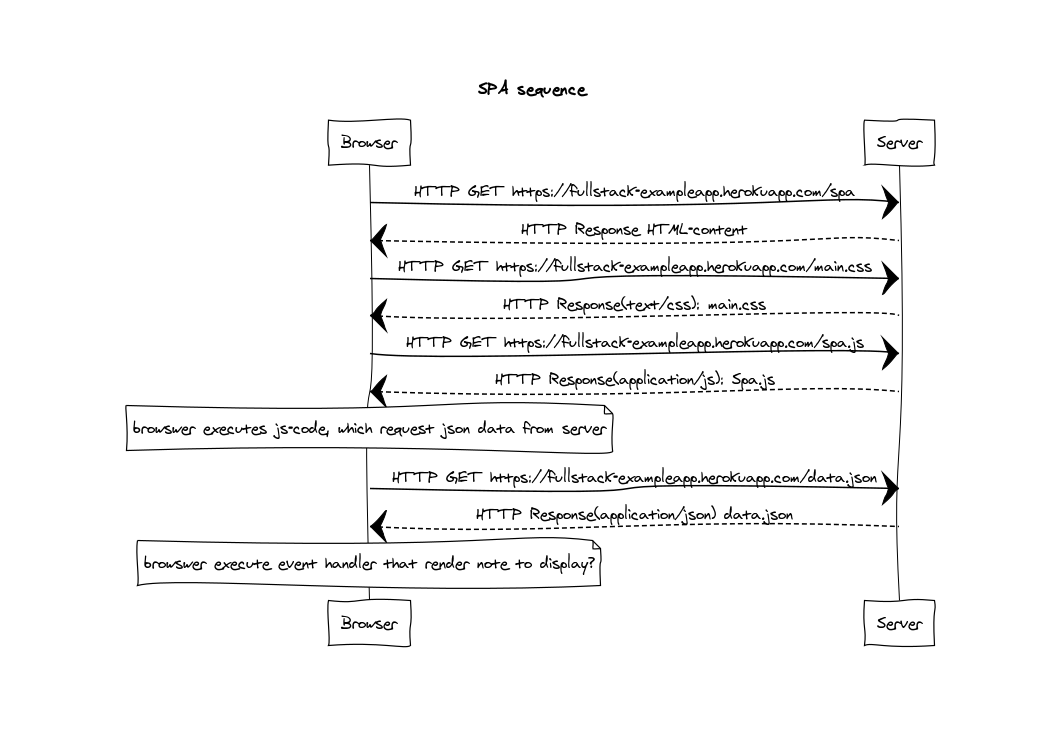 SPA sequence
Browser
Server
HTTP GET https://fullstack-exampleapp.herokuapp.com/spa
HTTP Response HTML-content
HTTP GET https://fullstack-exampleapp.herokuapp.com/main.css
HTTP Response(text/css): main.css
HTTP GET https://fullstack-exampleapp.herokuapp.com/spa.js
HTTP Response(application/js): Spa.js
browswer executes js-code, which request json data from server
HTTP GET https://fullstack-exampleapp.herokuapp.com/data.json
HTTP Response(application/json) data.json
browswer execute event handler that render note to display?
Browser
Server